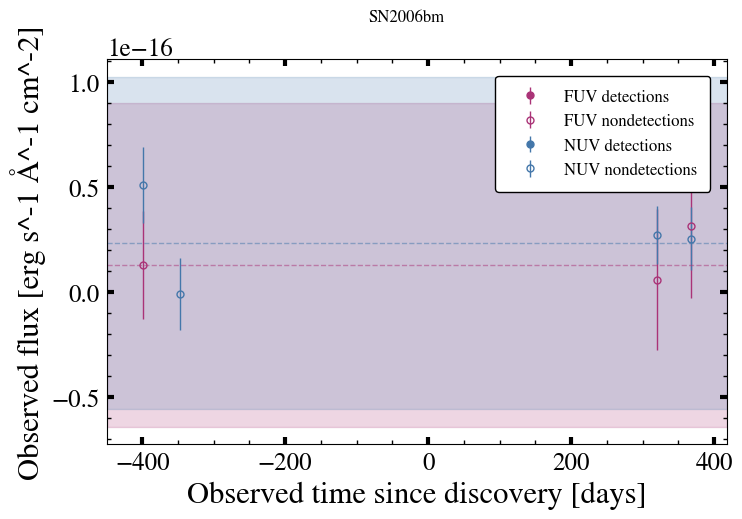 SN2006bm
1e−16
1.0
0.5
0.0
−0.5
Observed flux [erg s^-1 Å^-1 cm^-2]
FUV detections
FUV nondetections
NUV detections
NUV nondetections
−400
−200
0
200
400
Observed time since discovery [days]